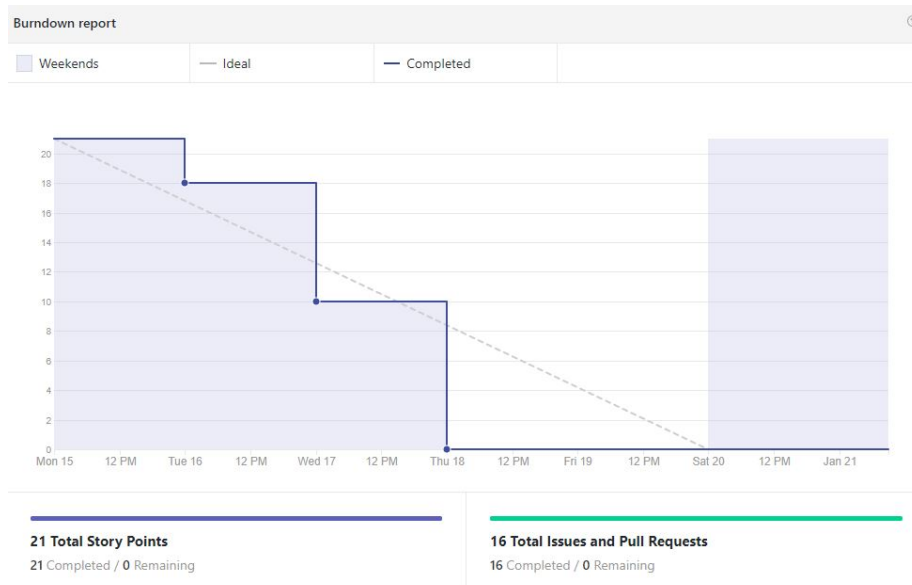 Burndown report
Weekends
Ideal
Completed
20
18
16
14
12
10
8
6
4
2
0
Mon 15 12 PM Tue 16 12 PM Wed 17 12 PM Thu 18 12 PM Fri 19 12 PM Sat 20 12 PM Jan 21
21 Total Story Points
21 Completed / 0 Remaining
16 Total Issues and Pull Requests
16 Completed / 0 Remaining